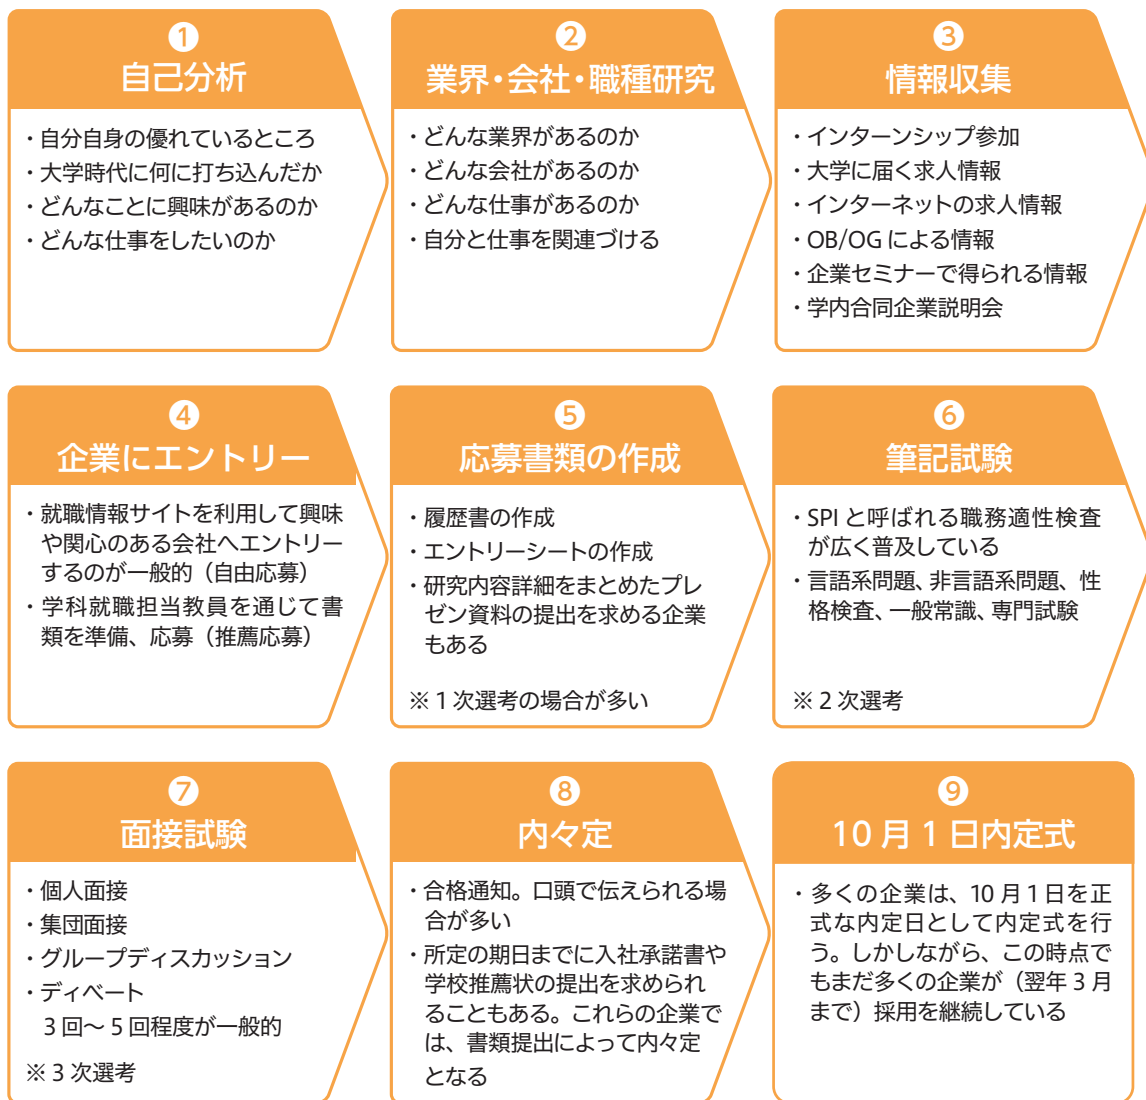 ❶
自己分析
・自分自身の優れているところ
・大学時代に何に打ち込んだか
・どんなことに興味があるのか
・どんな仕事をしたいのか
❷
業界・会社・職種研究
・どんな業界があるのか
・どんな会社があるのか
・どんな仕事があるのか
・自分と仕事を関連づける
❸
情報収集
・インターンシップ参加
・大学に届く求人情報
・インターネットの求人情報
・OB/OG による情報
・企業セミナーで得られる情報
・学内合同企業説明会
❹
企業にエントリー
・就職情報サイトを利用して興味
や関心のある会社へエントリー
するのが一般的（自由応募）
・学科就職担当教員を通じて書
類を準備、応募（推薦応募）
❺
応募書類の作成
・履歴書の作成
・エントリーシートの作成
・研究内容詳細をまとめたプレ
ゼン資料の提出を求める企業
もある
※ 1 次選考の場合が多い
❻
筆記試験
・SPI と呼ばれる職務適性検査
が広く普及している
・言語系問題、非言語系問題、性
格検査、一般常識、専門試験
※ 2 次選考
❼
面接試験
・個人面接
・集団面接
・グループディスカッション
・ディベート
3 回～ 5 回程度が一般的
※ 3 次選考
❽
内々定
・合格通知。口頭で伝えられる場
合が多い
・所定の期日までに入社承諾書や
学校推薦状の提出を求められ
ることもある。これらの企業で
は、書類提出によって内々定
となる
❾
10 月 1 日内定式
・多くの企業は、10 月 1 日を正
式な内定日として内定式を行
う。しかしながら、この時点で
もまだ多くの企業が（翌年 3 月
まで）採用を継続している